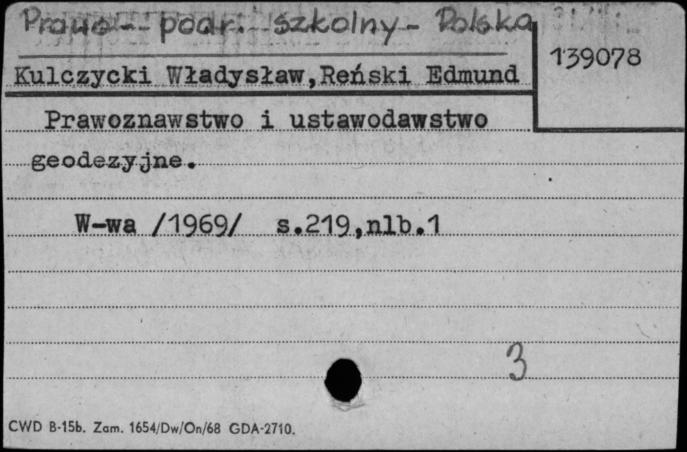 Prawo - podr. szkolny - Polska
139078
Kulczycki Władysław,Reński Edmund
Prawoznawstwo i ustawodawstwo
geodezyjne.
W-wa /1969/ s.219,nlb.1
3
CWD B-15b. Zam. 1654/Dw/On/68 GDA-2710.